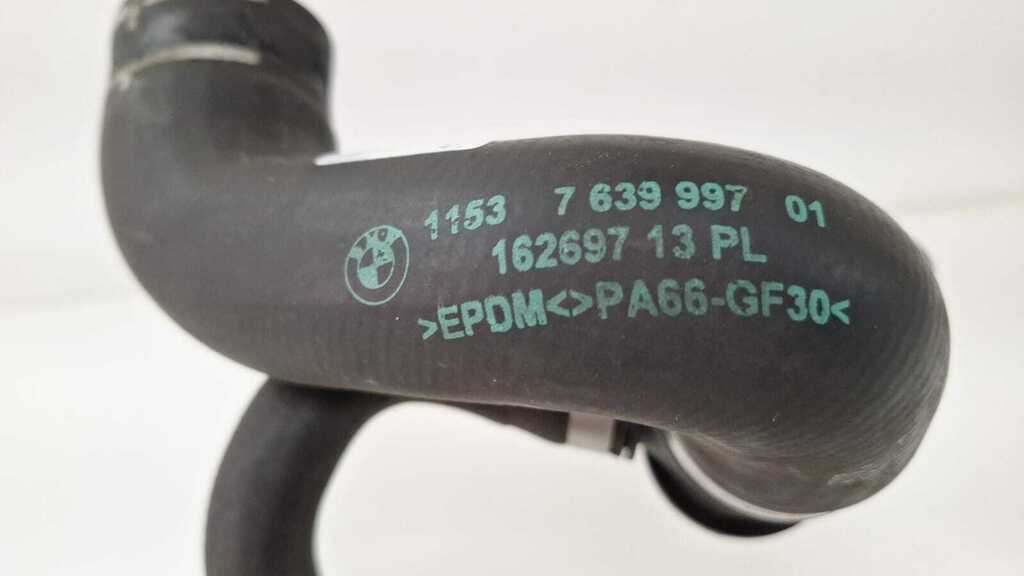 1153 7 639 997 01
162697 13 PL
>EPDM<>PA66-GF30<